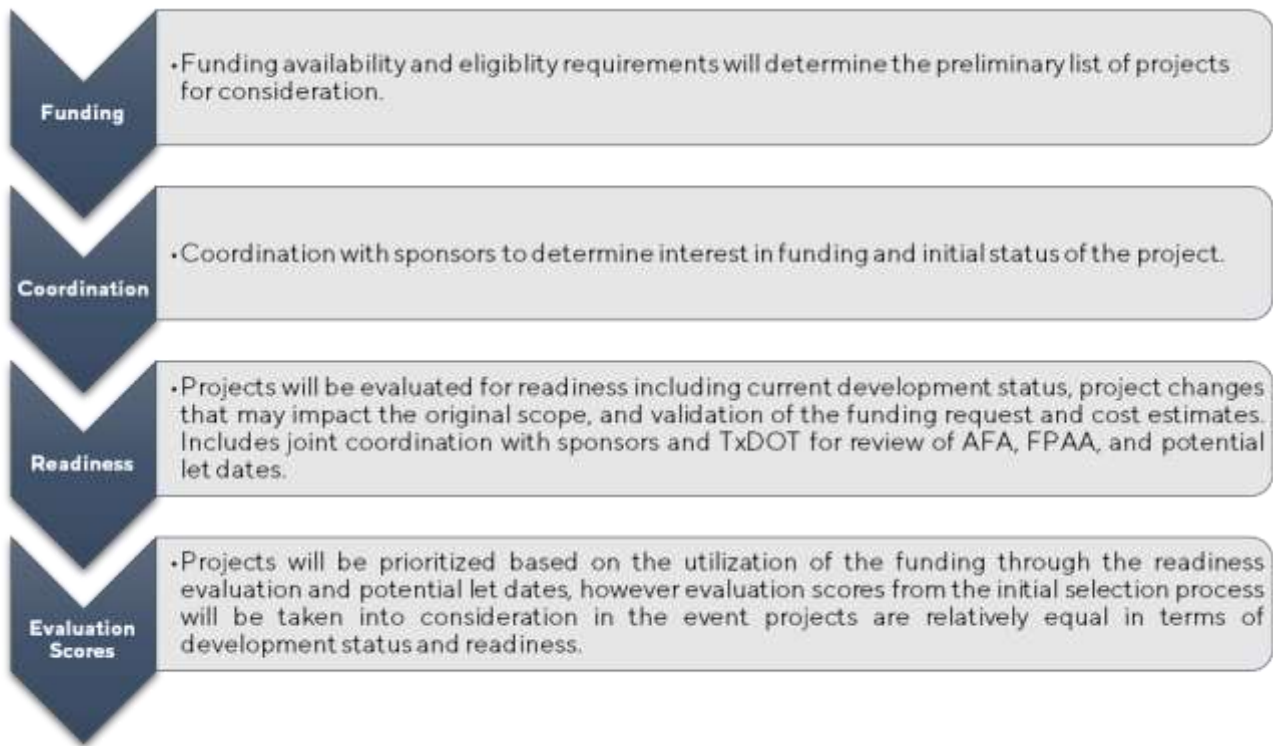 Funding
•Funding availability and eligiblity requirements will determine the preliminary list of projects
for consideration.
Coordination
•Coordination with sponsors to determine interest in funding and initial status of the project.
Readiness
•Projects will be evaluated for readiness including current development status, project changes
that may impact the original scope, and validation of the funding request and cost estimates.
Includes joint coordination with sponsors and TxDOT for review of AFA, FPAA, and potential
let dates.
Evaluation
Scores
•Projects will be prioritized based on the utilization of the funding through the readiness
evaluation and potential let dates, however evaluation scores from the initial selection process
will be taken into consideration in the event projects are relatively equal in terms of
development status and readiness.